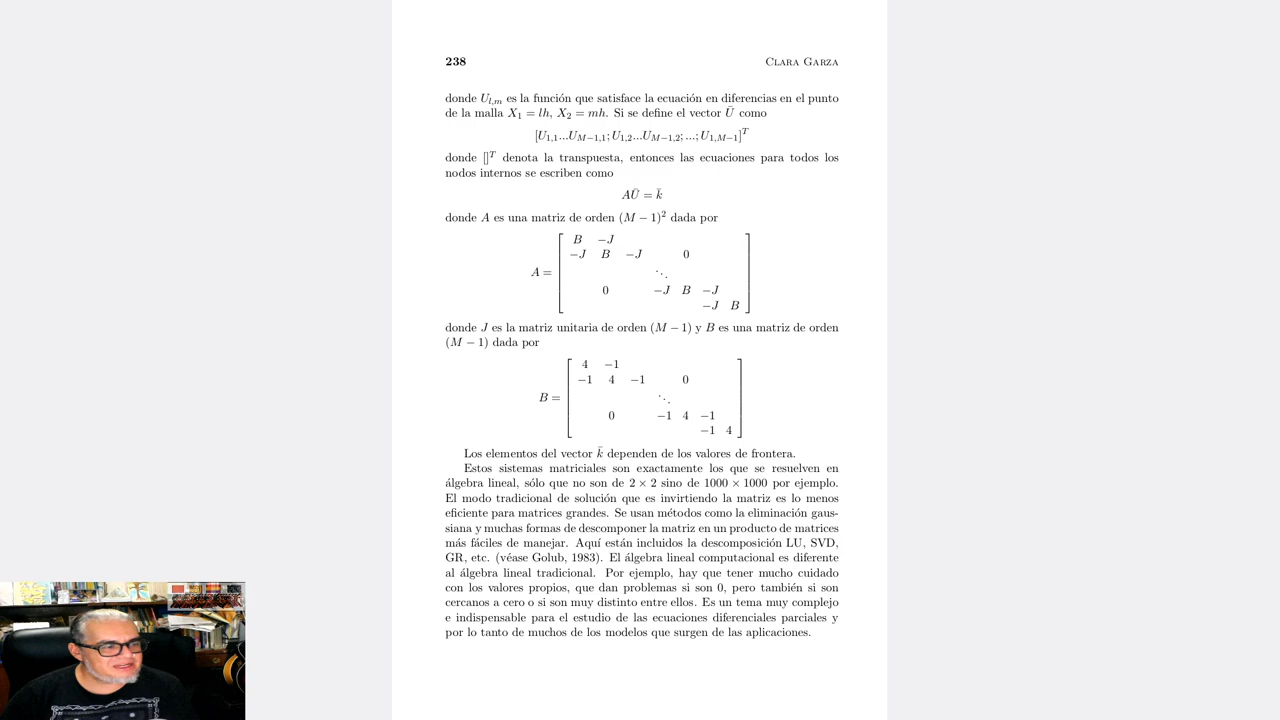 238 CLARA GARZA
donde U_{l,m} es la función que satisface la ecuación en diferencias en el punto
de la malla X_1 = lh, X_2 = mh. Si se define el vector Ū como
[U_{1,1}...U_{M−1,1}; U_{1,2}...U_{M−1,2}; ...; U_{1,M−1}]^T
donde []^T denota la transpuesta, entonces las ecuaciones para todos los
nodos internos se escriben como
AŪ = k̄
donde A es una matriz de orden (M − 1)^2 dada por
B −J
−J B −J 0
A = ⋱
0 −J B −J
−J B
donde J es la matriz unitaria de orden (M − 1) y B es una matriz de orden
(M − 1) dada por
4 −1
−1 4 −1 0
B = ⋱
0 −1 4 −1
−1 4
Los elementos del vector k̄ dependen de los valores de frontera.
Estos sistemas matriciales son exactamente los que se resuelven en
álgebra lineal, sólo que no son de 2 × 2 sino de 1000 × 1000 por ejemplo.
El modo tradicional de solución que es invirtiendo la matriz es lo menos
eficiente para matrices grandes. Se usan métodos como la eliminación gaus-
siana y muchas formas de descomponer la matriz en un producto de matrices
más fáciles de manejar. Aquí están incluidos la descomposición LU, SVD,
GR, etc. (véase Golub, 1983). El álgebra lineal computacional es diferente
al álgebra lineal tradicional. Por ejemplo, hay que tener mucho cuidado
con los valores propios, que dan problemas si son 0, pero también si son
cercanos a cero o si son muy distinto entre ellos. Es un tema muy complejo
e indispensable para el estudio de las ecuaciones diferenciales parciales y
por lo tanto de muchos de los modelos que surgen de las aplicaciones.